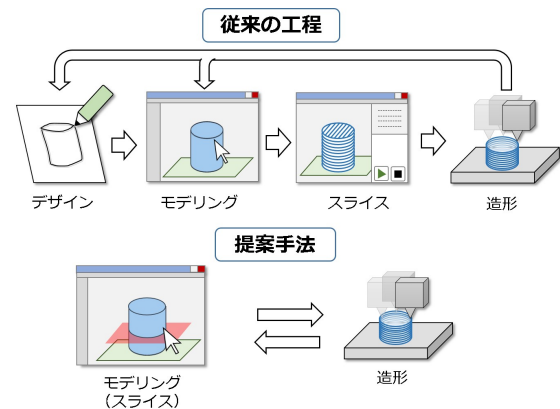 従来の工程
デザイン
モデリング
スライス
造形
提案手法
モデリング
（スライス）
造形